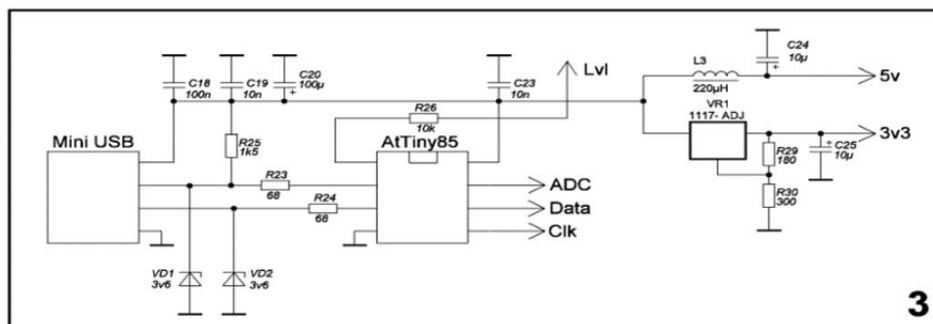 C18
100n
C19
10n
C20
100µ
C23
10n
Lvl
C24
10µ
L3
220µH
5v
R26
10k
VR1
1117- ADJ
Mini USB
R25
1k5
AtTiny85
3v3
R29
180
C25
10µ
R23
68
ADC
R24
68
Data
R30
300
Clk
VD1
3v6
VD2
3v6
3